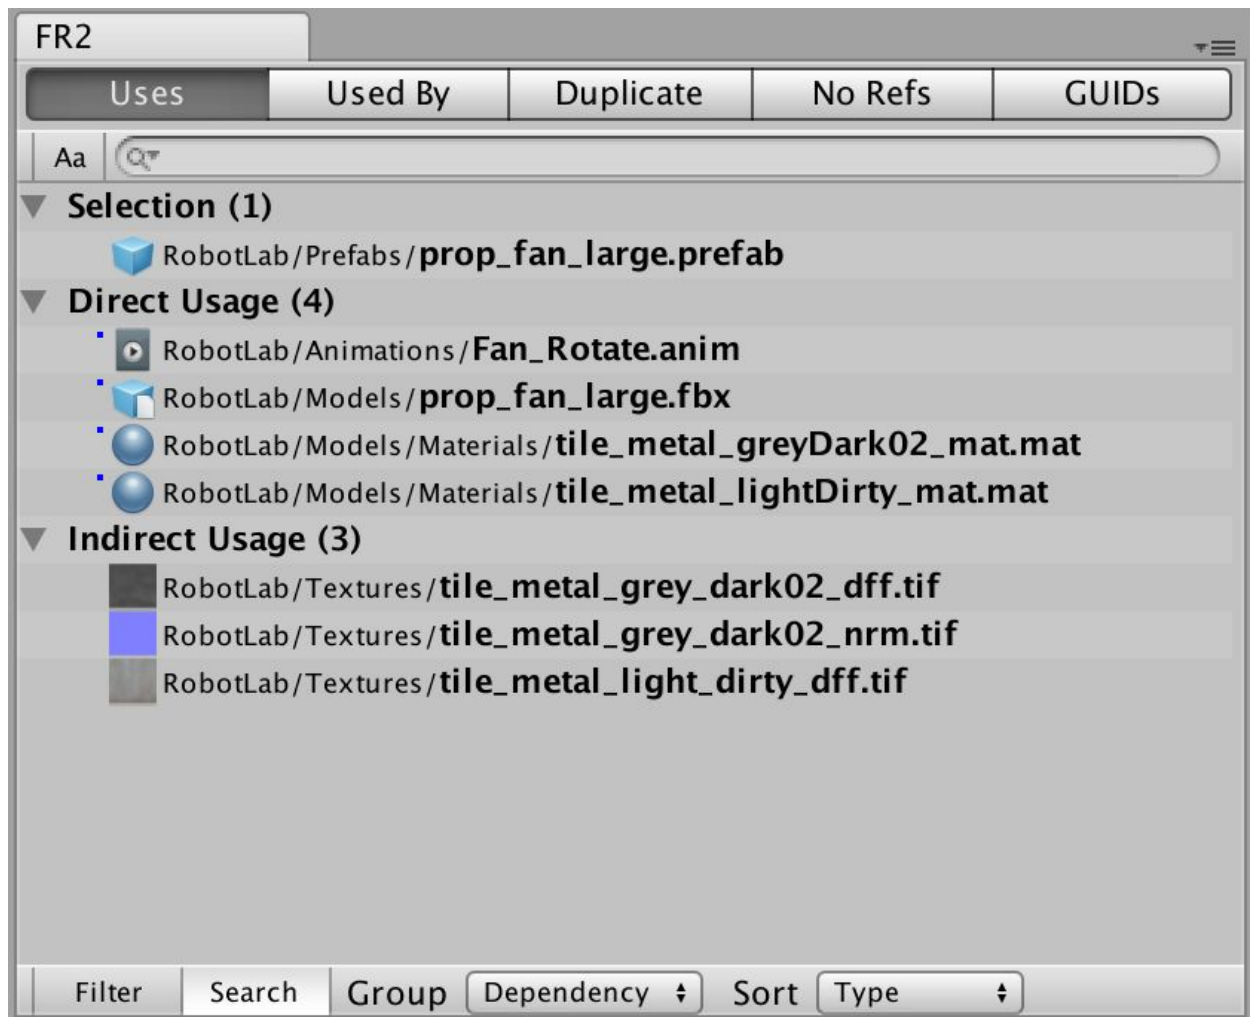 FR2
Uses Used By Duplicate No Refs GUIDs
Aa
Selection (1)
RobotLab/Prefabs/prop_fan_large.prefab
Direct Usage (4)
RobotLab/Animations/Fan_Rotate.anim
RobotLab/Models/prop_fan_large.fbx
RobotLab/Models/Materials/tile_metal_greyDark02_mat.mat
RobotLab/Models/Materials/tile_metal_lightDirty_mat.mat
Indirect Usage (3)
RobotLab/Textures/tile_metal_grey_dark02_dff.tif
RobotLab/Textures/tile_metal_grey_dark02_nrm.tif
RobotLab/Textures/tile_metal_light_dirty_dff.tif
Filter Search Group Dependency Sort Type